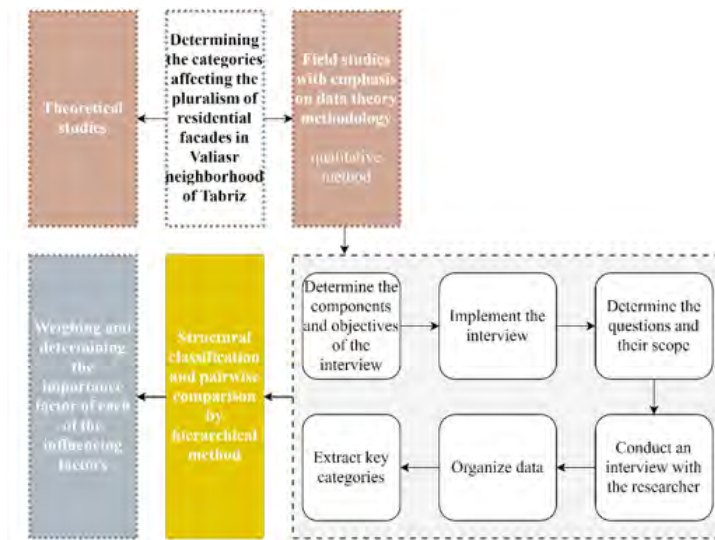 Theoretical
studies
Determining
the categories
affecting the
pluralism of
residential
facades in
Valiasr
neighborhood
of Tabriz
Field studies
with emphasis
on data theory
methodology
qualitative
method
Determine the
components
and objectives
of the
interview
Implement the
interview
Determine the
questions and
their scope
Conduct an
interview with
the researcher
Organize data
Extract key
categories
Structural
classification
and pairwise
comparison
by
hierarchical
method
Weighing and
determining
the
importance
factor of each
of the
influencing
factors